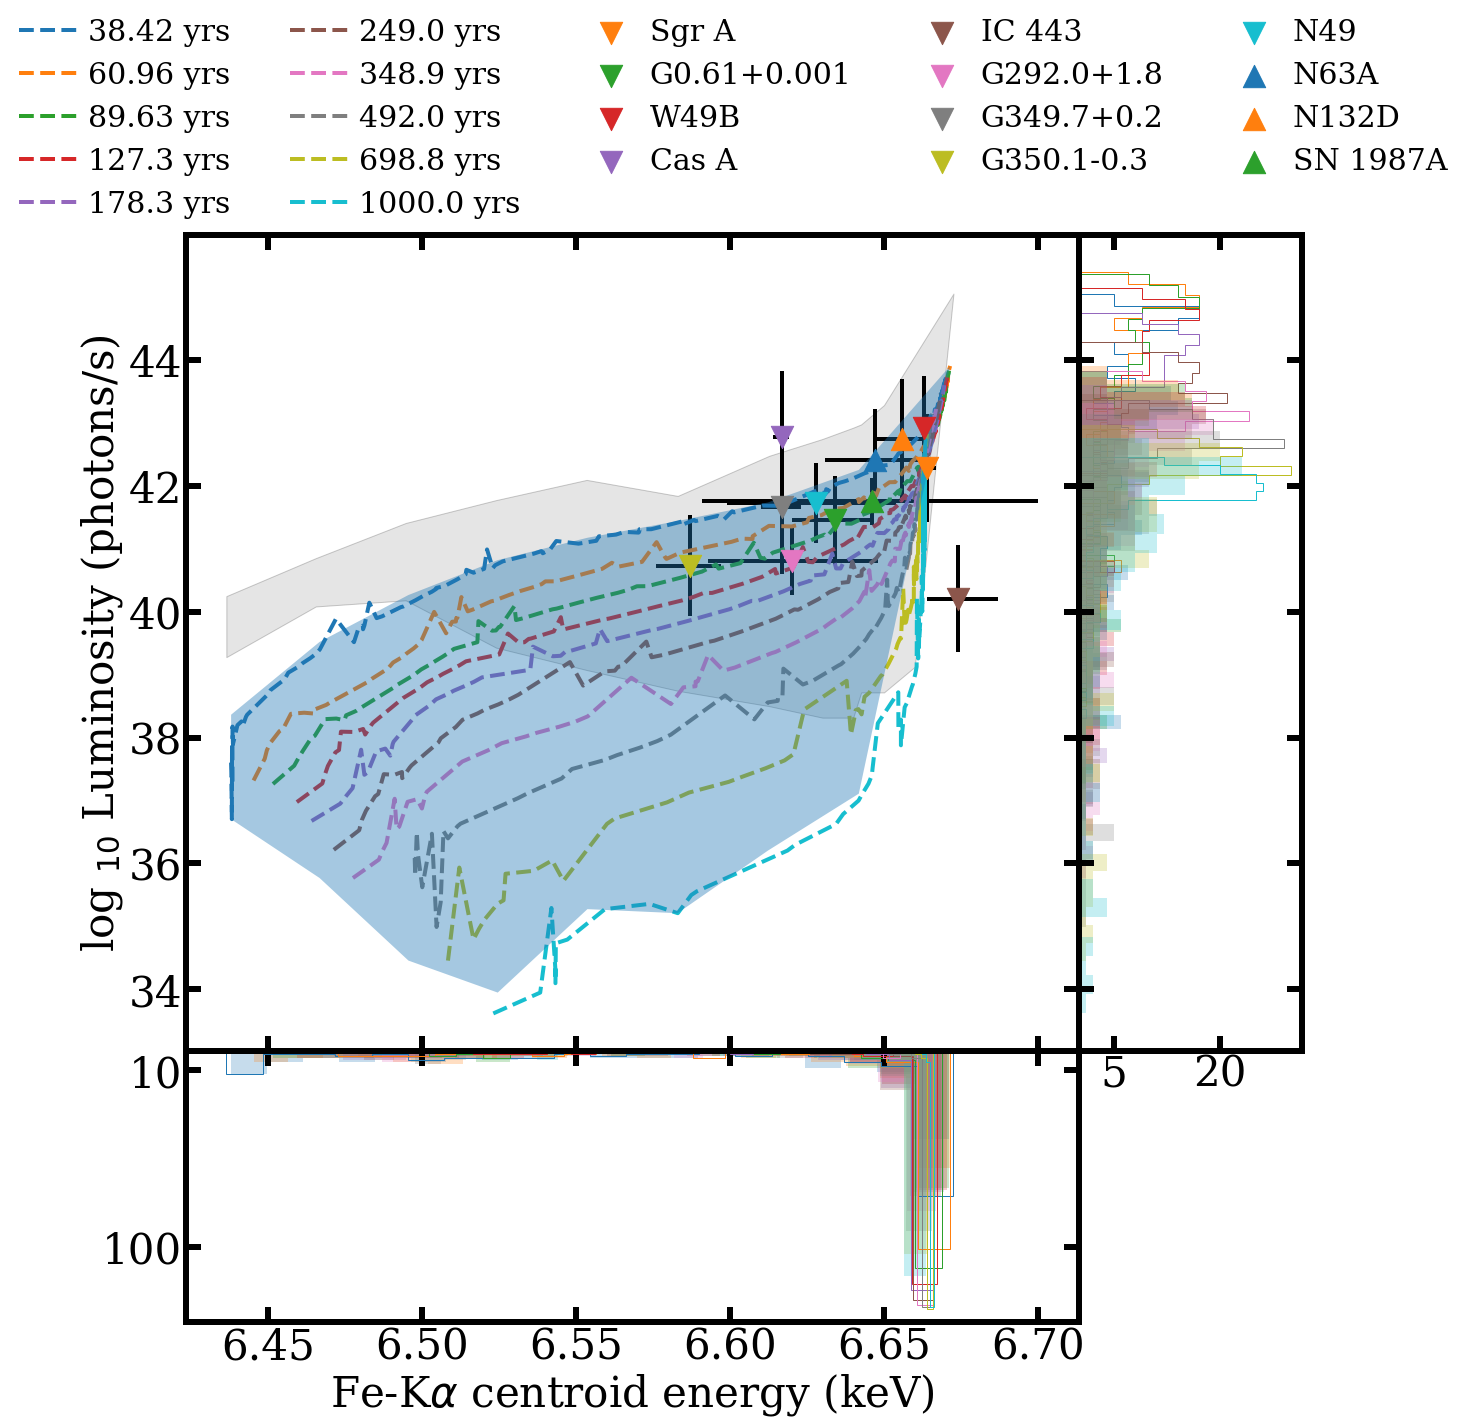 38.42 yrs 249.0 yrs Sgr A IC 443 N49
60.96 yrs 348.9 yrs G0.61+0.001 G292.0+1.8 N63A
89.63 yrs 492.0 yrs W49B G349.7+0.2 N132D
127.3 yrs 698.8 yrs Cas A G350.1-0.3 SN 1987A
178.3 yrs 1000.0 yrs
log 10 Luminosity (photons/s)
44
42
40
38
36
34
10
100
5 20
6.45 6.50 6.55 6.60 6.65 6.70
Fe-Kα centroid energy (keV)